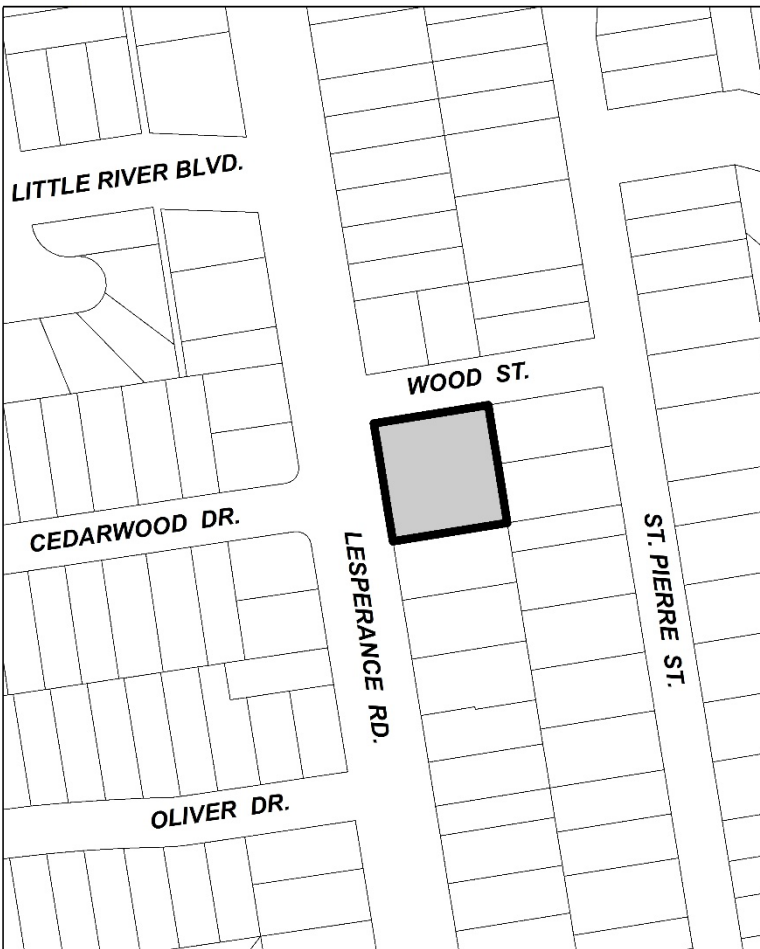 LITTLE RIVER BLVD.
WOOD ST.
CEDARWOOD DR.
LESPERANCE RD.
ST. PIERRE ST.
OLIVER DR.